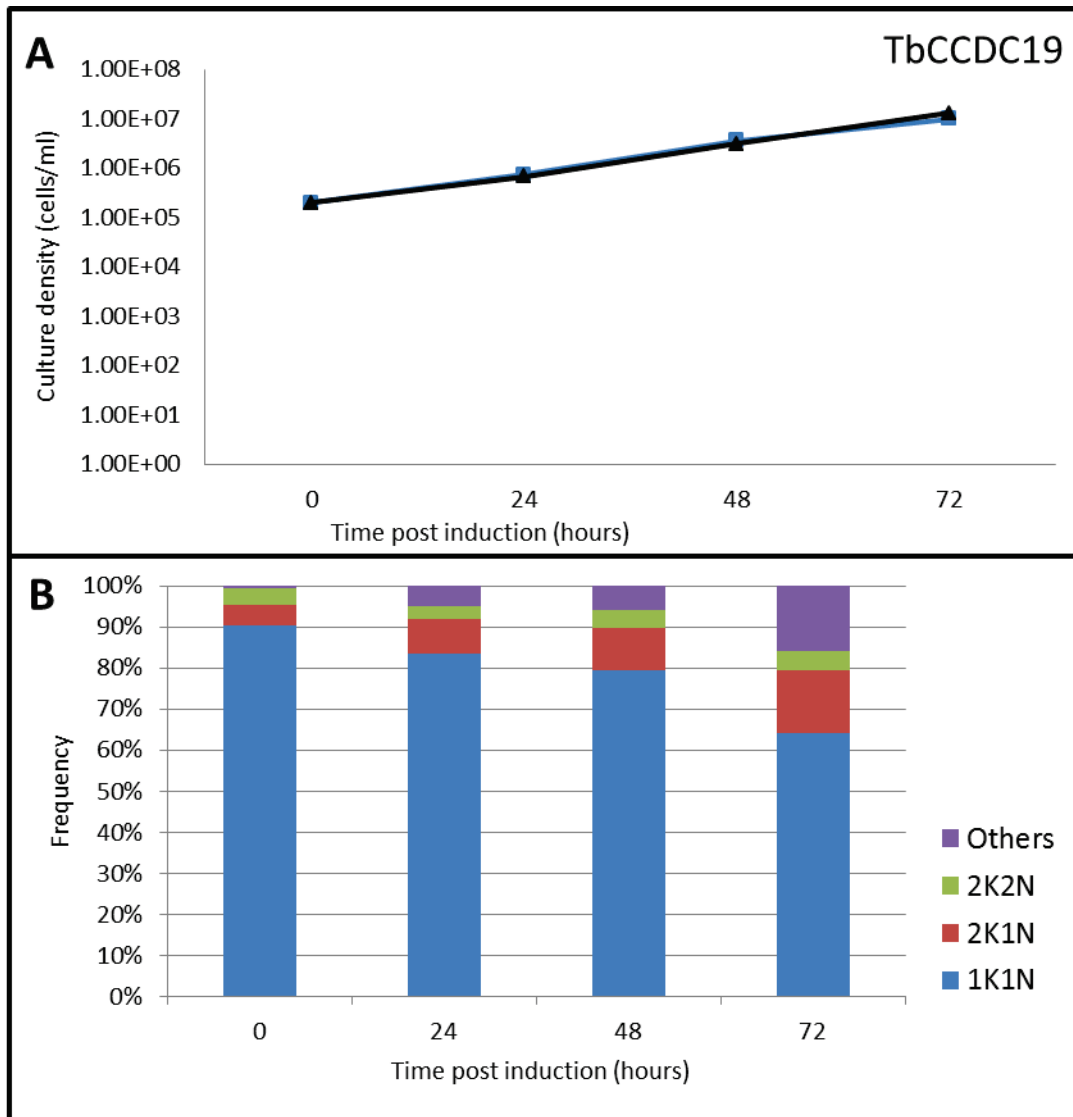 A
TbCCDC19
Culture density (cells/ml)
1.00E+08
1.00E+07
1.00E+06
1.00E+05
1.00E+04
1.00E+03
1.00E+02
1.00E+01
1.00E+00
0 24 48 72
Time post induction (hours)
B
Frequency
100%
90%
80%
70%
60%
50%
40%
30%
20%
10%
0%
0 24 48 72
Time post induction (hours)
Others
2K2N
2K1N
1K1N